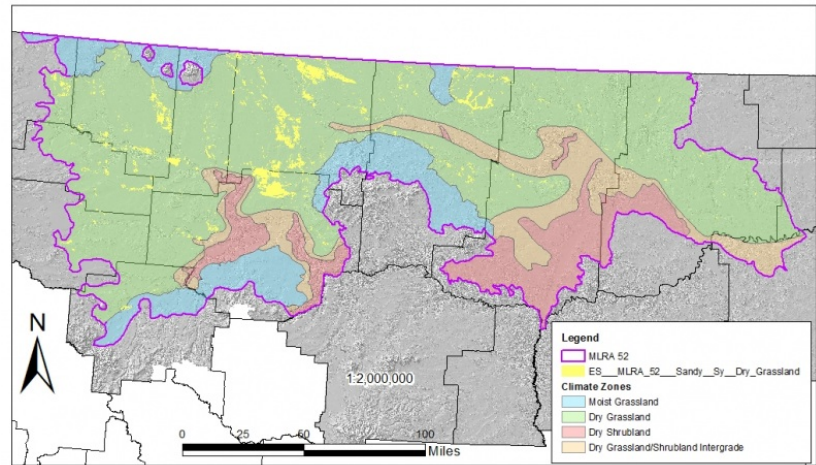 N
1:2,000,000
0 25 50 100
Miles
Legend
MLRA 52
ES___MLRA_52___Sandy__Sy__Dry_Grassland
Climate Zones
Moist Grassland
Dry Grassland
Dry Shrubland
Dry Grassland/Shrubland Intergrade